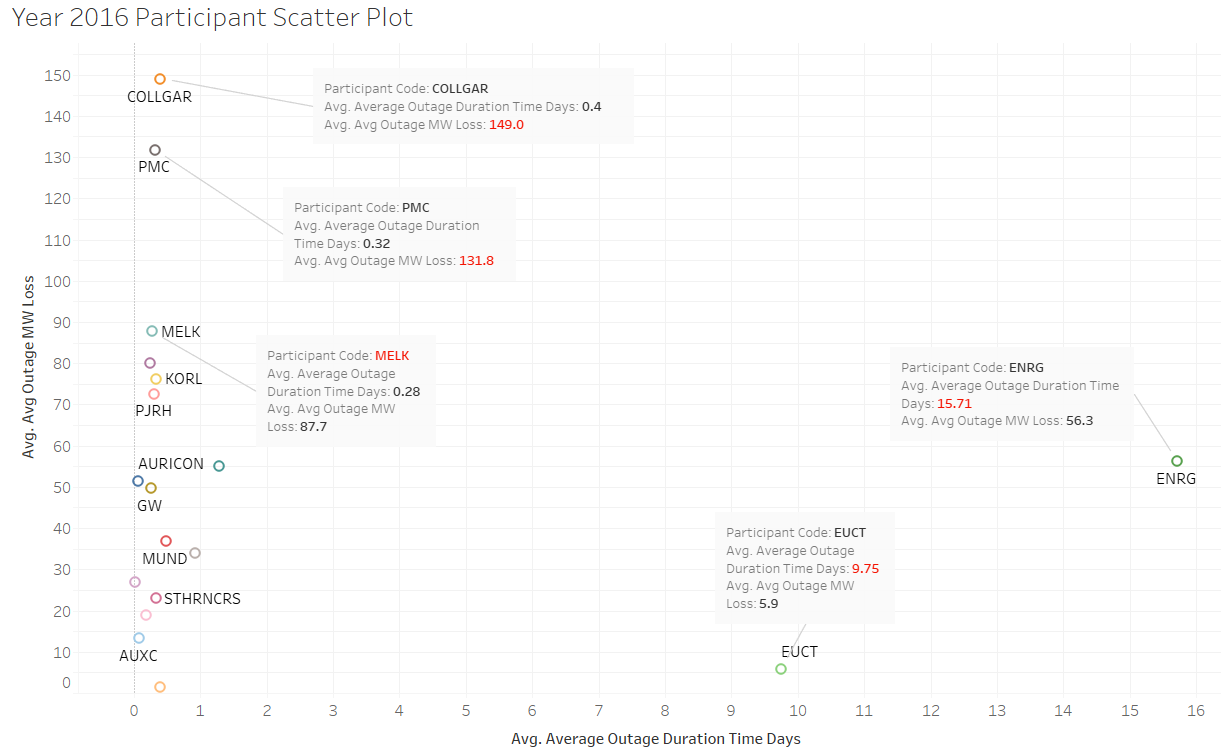 Year 2016 Participant Scatter Plot
150
140
130
120
110
100
90
80
70
60
50
40
30
20
10
0
Avg. Avg Outage MW Loss
COLLGAR
Participant Code: COLLGAR
Avg. Average Outage Duration Time Days: 0.4
Avg. Avg Outage MW Loss: 149.0
PMC
Participant Code: PMC
Avg. Average Outage Duration
Time Days: 0.32
Avg. Avg Outage MW Loss: 131.8
MELK
Participant Code: MELK
Avg. Average Outage
Duration Time Days: 0.28
Avg. Avg Outage MW
Loss: 87.7
KORL
PJRH
Participant Code: ENRG
Avg. Average Outage Duration Time
Days: 15.71
Avg. Avg Outage MW Loss: 56.3
AURICON
ENRG
GW
MUND
Participant Code: EUCT
Avg. Average Outage
Duration Time Days: 9.75
Avg. Avg Outage MW
Loss: 5.9
STHRNCRS
AUXC
EUCT
0 1 2 3 4 5 6 7 8 9 10 11 12 13 14 15 16
Avg. Average Outage Duration Time Days